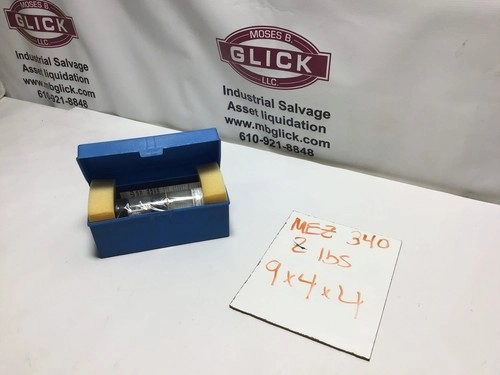 MOSES B.
GLICK
LLC.
Industrial Salvage
Asset liquidation
www.mbglick.com
610-921-8848
MOSES B.
GLICK
LLC.
Industrial Salvage
Asset liquidation
www.mbglick.com
610-921-8848
MEZ 340
2 lbs
9x4x4